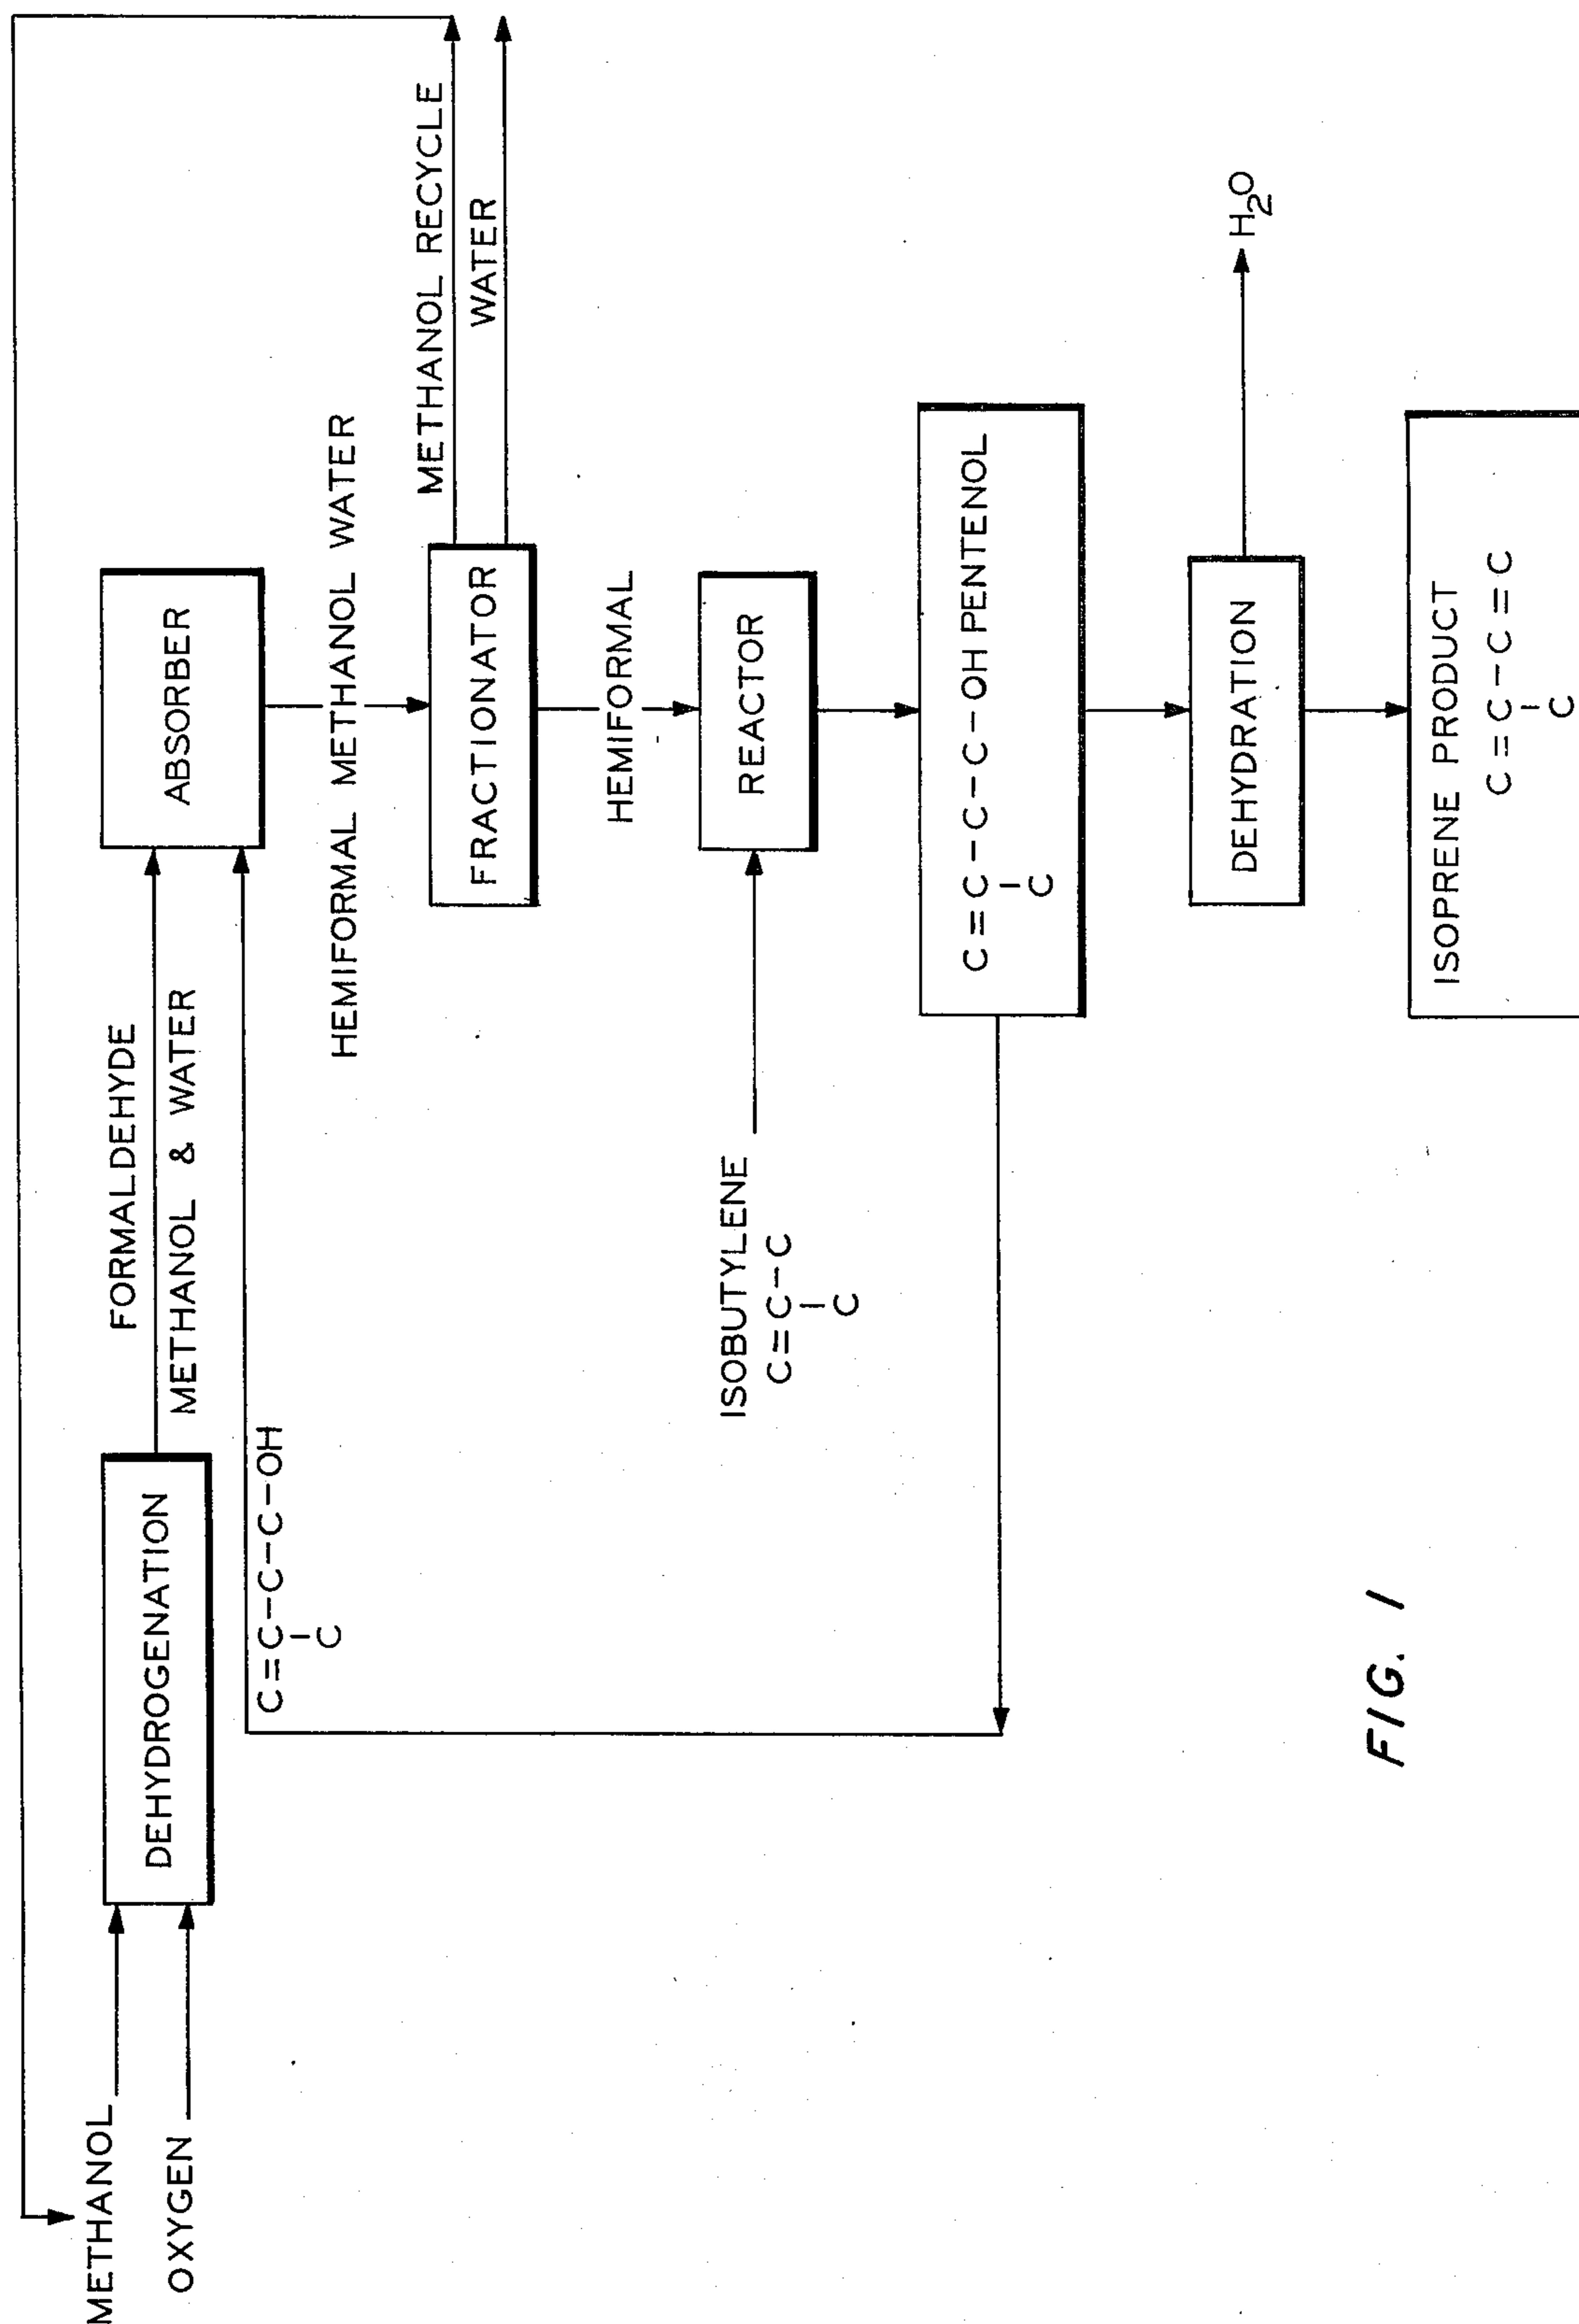 METHANOL
OXYGEN
DEHYDROGENATION
FORMALDEHYDE
METHANOL & WATER
ABSORBER
C=C-C-C-OH
C
HEMIFORMAL METHANOL WATER
FRACTIONATOR
METHANOL RECYCLE
WATER
HEMIFORMAL
ISOBUTYLENE
C=C-C
C
REACTOR
C=C-C-C-OH PENTENOL
C
DEHYDRATION
H2O
ISOPRENE PRODUCT
C=C-C=C
C
FIG. 1